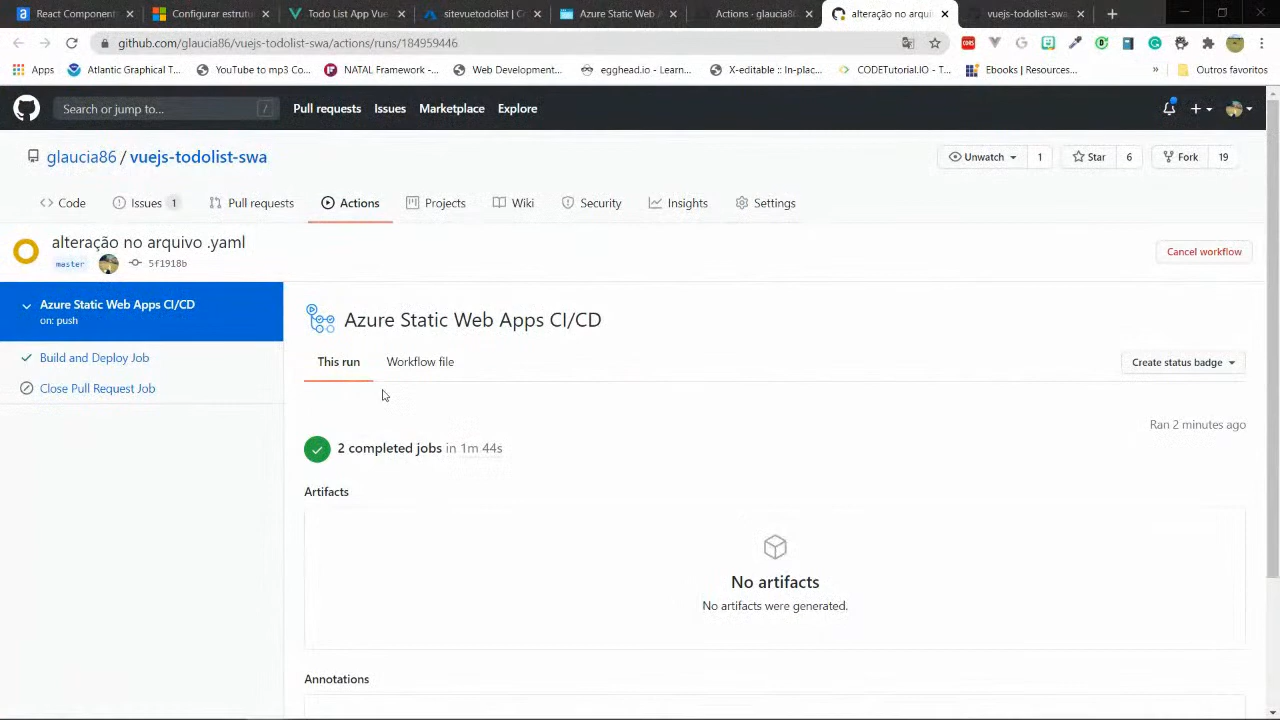 React Component
Configurar estrutu
Todo List App Vue
sitevuetodolist | C
Azure Static Web
Actions · glaucia8
alteração no arqu
vuejs-todolist-swa
github.com/glaucia86/vuejs-todolist-swa/actions/runs/184959446
Apps
Atlantic Graphical T...
YouTube to mp3 Co...
NATAL Framework -...
Web Development...
egghead.io - Learn...
X-editable :: In-plac...
CODETutorial.IO - T...
Ebooks | Resources...
»
Outros favoritos
Search or jump to...
/
Pull requests
Issues
Marketplace
Explore
glaucia86 / vuejs-todolist-swa
Unwatch
1
Star
6
Fork
19
Code
Issues 1
Pull requests
Actions
Projects
Wiki
Security
Insights
Settings
alteração no arquivo .yaml
master
5f1918b
Cancel workflow
Azure Static Web Apps CI/CD
on: push
Build and Deploy Job
Close Pull Request Job
Azure Static Web Apps CI/CD
This run
Workflow file
Create status badge
Ran 2 minutes ago
2 completed jobs in 1m 44s
Artifacts
No artifacts
No artifacts were generated.
Annotations